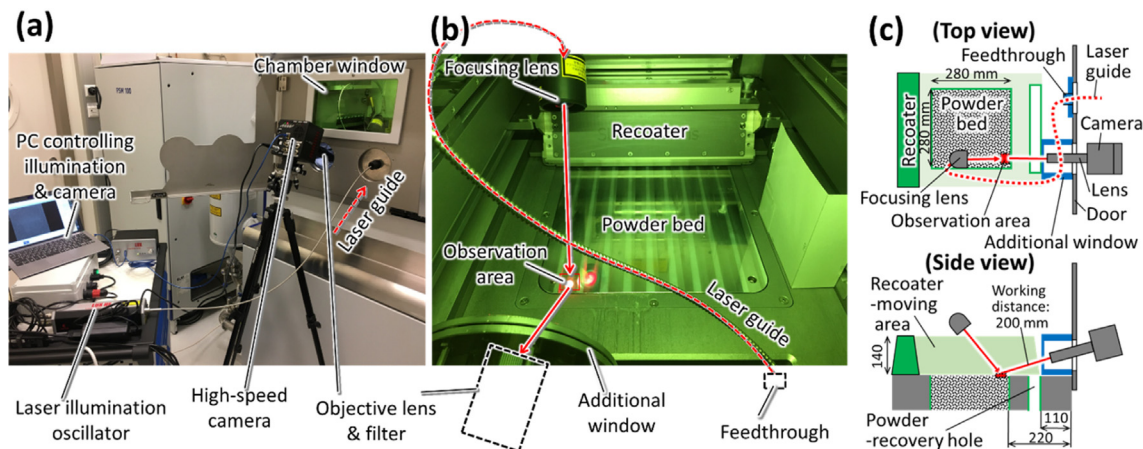 (a)
Chamber window
PC controlling
illumination
& camera
Laser guide
Laser illumination
oscillator
High-speed
camera
Objective lens
& filter
(b)
Focusing lens
Recoater
Powder bed
Observation
area
Laser guide
Additional
window
Feedthrough
(c)
(Top view)
Feedthrough
Laser
guide
280 mm
Powder
bed
280 mm
Recoater
Camera
Lens
Focusing lens
Door
Observation area
Additional window
(Side view)
Recoater
-moving
area
Working
distance:
200 mm
140
Powder
-recovery hole
110
220